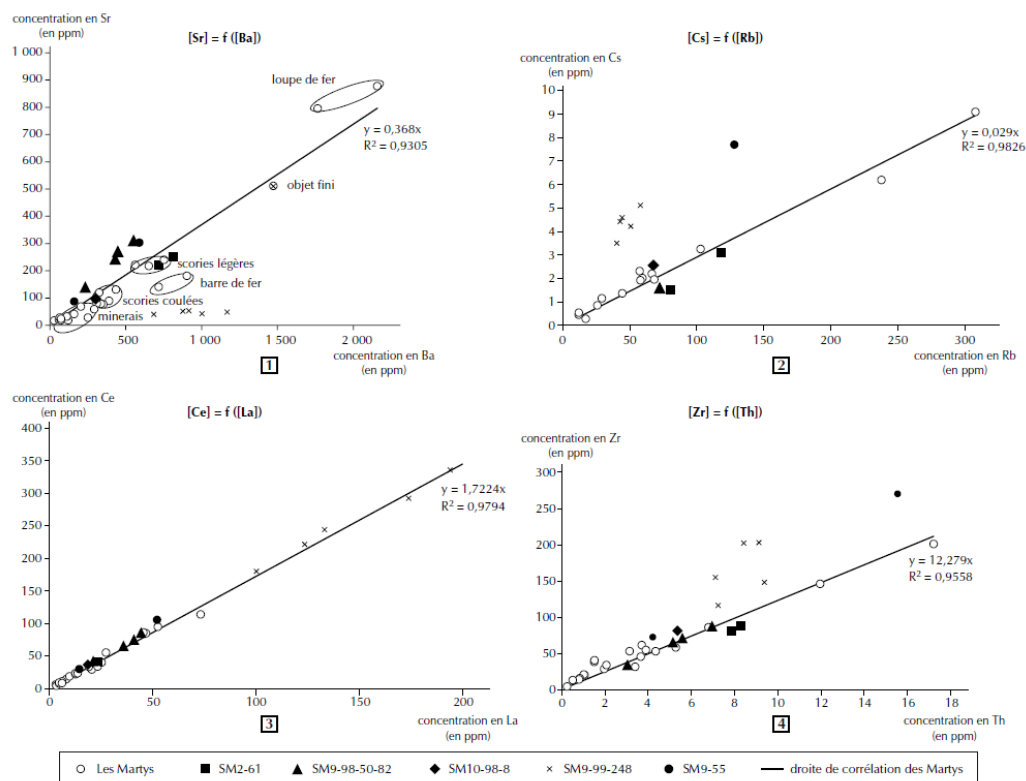 concentration en Sr
(en ppm)
[Sr] = f ([Ba])
1 000
900
800
700
600
500
400
300
200
100
0
0
500
1 000
1 500
2 000
loupe de fer
y = 0,368x
R² = 0,9305
objet fini
scories légères
barre de fer
scories coulées
minerais
concentration en Ba
(en ppm)
1
[Cs] = f ([Rb])
concentration en Cs
(en ppm)
10
9
8
7
6
5
4
3
2
1
0
0
50
100
150
200
250
300
y = 0,029x
R² = 0,9826
concentration en Rb
(en ppm)
2
concentration en Ce
(en ppm)
[Ce] = f ([La])
400
350
300
250
200
150
100
50
0
0
50
100
150
200
y = 1,7224x
R² = 0,9794
concentration en La
(en ppm)
3
[Zr] = f ([Th])
concentration en Zr
(en ppm)
300
250
200
150
100
50
0
0
2
4
6
8
10
12
14
16
18
y = 12,279x
R² = 0,9558
concentration en Th
(en ppm)
4
Les Martys
SM2-61
SM9-98-50-82
SM10-98-8
SM9-99-248
SM9-55
droite de corrélation des Martys